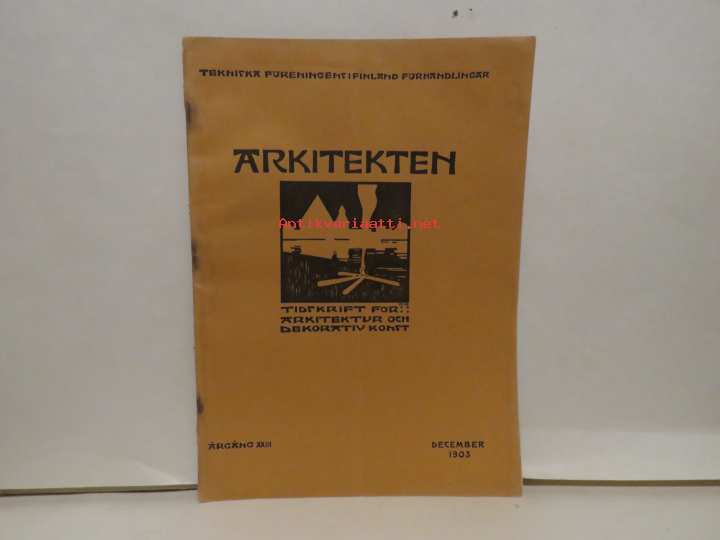 TEKNISKA FÖRENINGENS I FINLAND FÖRHANDLINGAR
ARKITEKTEN
Antikvariaatti.net
TIDSKRIFT FÖR
ARKITEKTUR OCH
DEKORATIV KONST
ÅRGÅNG XXIII
DECEMBER
1903